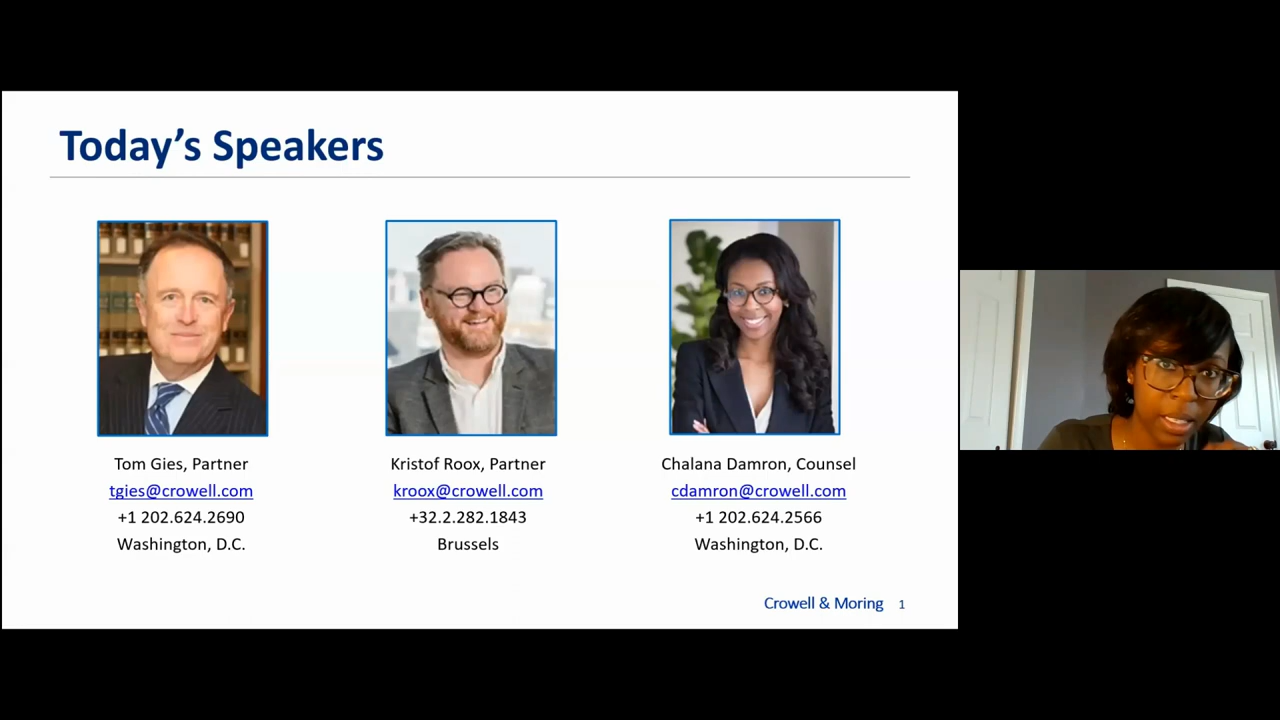 Today’s Speakers
Tom Gies, Partner
tgies@crowell.com
+1 202.624.2690
Washington, D.C.
Kristof Roox, Partner
kroox@crowell.com
+32.2.282.1843
Brussels
Chalana Damron, Counsel
cdamron@crowell.com
+1 202.624.2566
Washington, D.C.
Crowell & Moring 1